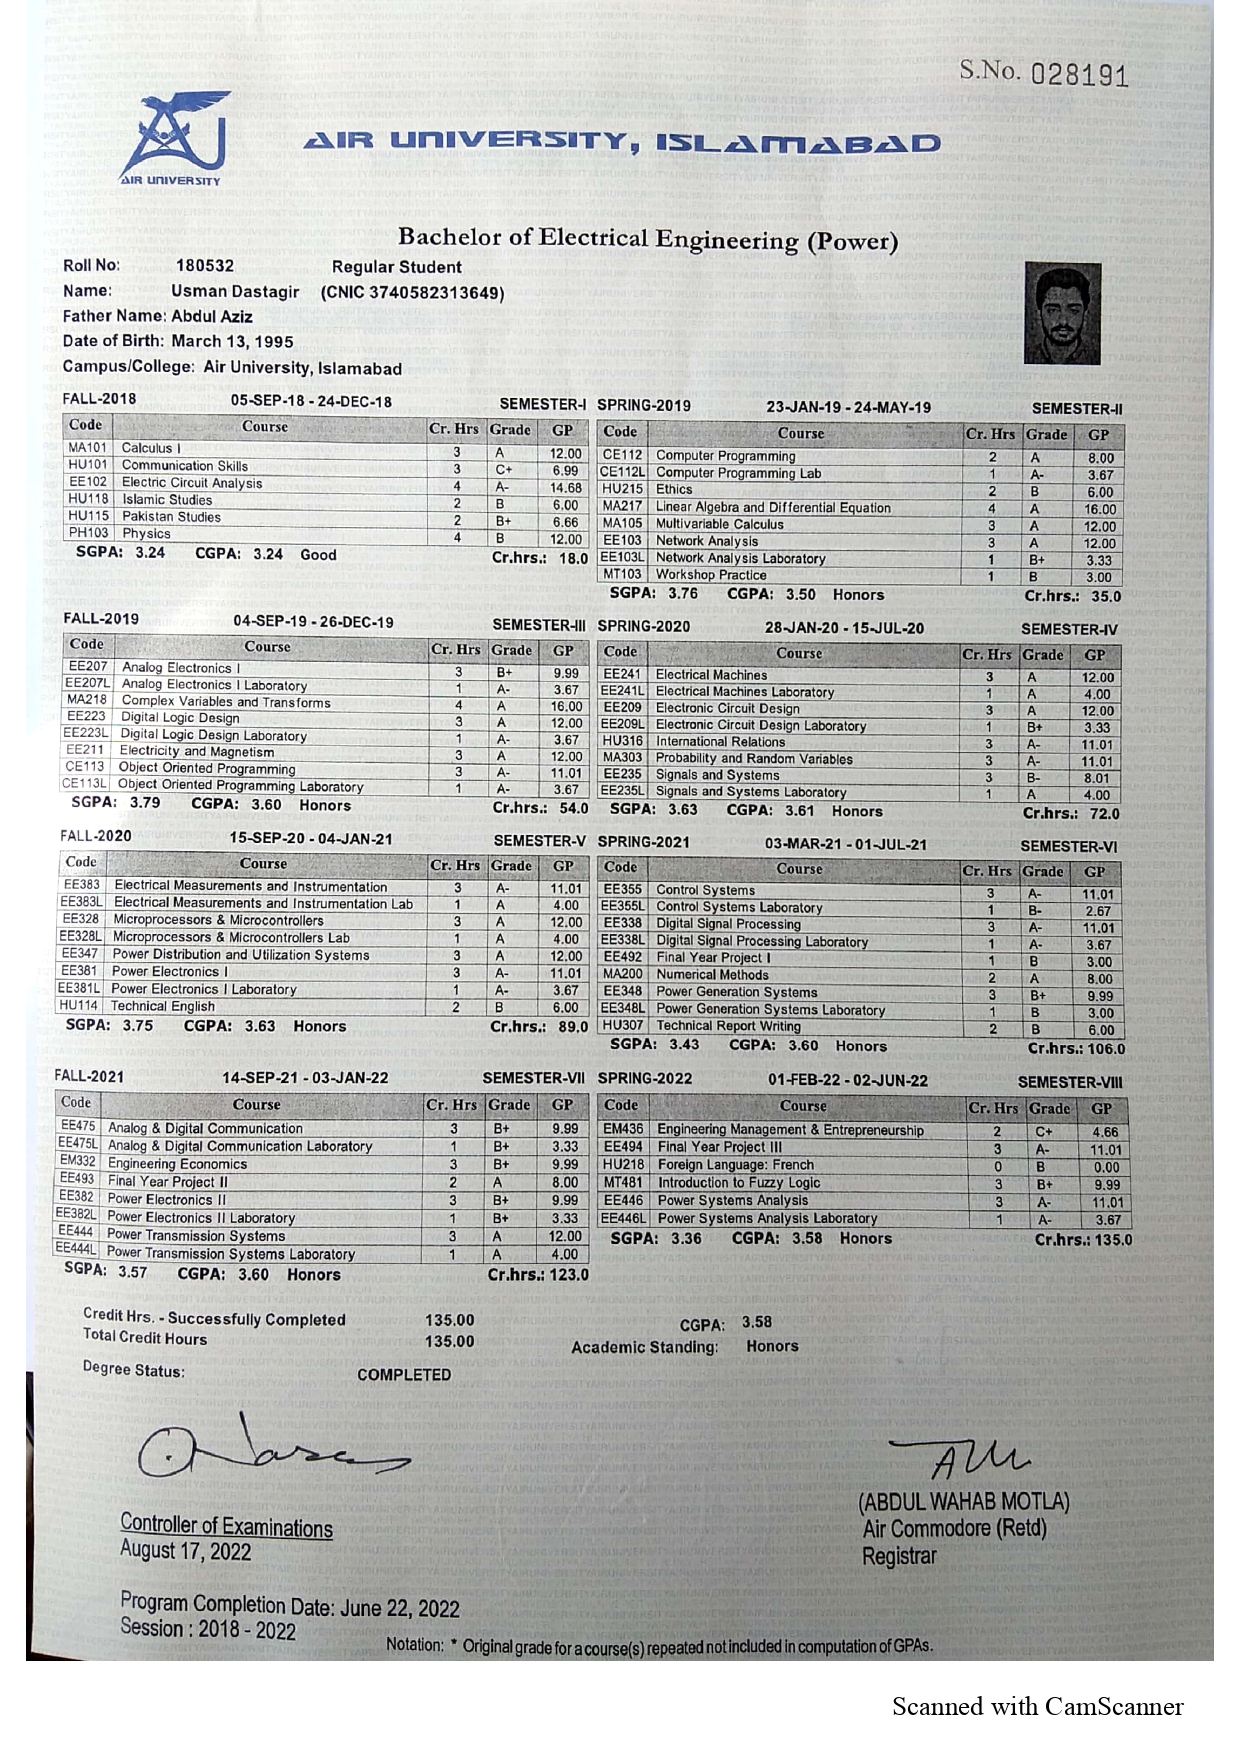 S.No. 028191
AIR UNIVERSITY, ISLAMABAD
AIR UNIVERSITY
Bachelor of Electrical Engineering (Power)
Roll No: 180532 Regular Student
Name: Usman Dastagir (CNIC 3740582313649)
Father Name: Abdul Aziz
Date of Birth: March 13, 1995
Campus/College: Air University, Islamabad
FALL-2018 05-SEP-18 - 24-DEC-18 SEMESTER-I
Code Course Cr. Hrs Grade GP
MA101 Calculus I 3 A 12.00
HU101 Communication Skills 3 C+ 6.99
EE102 Electric Circuit Analysis 4 A- 14.68
HU118 Islamic Studies 2 B 6.00
HU115 Pakistan Studies 2 B+ 6.66
PH103 Physics 4 B 12.00
SGPA: 3.24 CGPA: 3.24 Good Cr.hrs.: 18.0
SPRING-2019 23-JAN-19 - 24-MAY-19 SEMESTER-II
Code Course Cr. Hrs Grade GP
CE112 Computer Programming 2 A 8.00
CE112L Computer Programming Lab 1 A- 3.67
HU215 Ethics 2 B 6.00
MA217 Linear Algebra and Differential Equation 4 A 16.00
MA105 Multivariable Calculus 3 A 12.00
EE103 Network Analysis 3 A 12.00
EE103L Network Analysis Laboratory 1 B+ 3.33
MT103 Workshop Practice 1 B 3.00
SGPA: 3.76 CGPA: 3.50 Honors Cr.hrs.: 35.0
FALL-2019 04-SEP-19 - 26-DEC-19 SEMESTER-III
Code Course Cr. Hrs Grade GP
EE207 Analog Electronics I 3 B+ 9.99
EE207L Analog Electronics I Laboratory 1 A- 3.67
MA218 Complex Variables and Transforms 4 A 16.00
EE223 Digital Logic Design 3 A 12.00
EE223L Digital Logic Design Laboratory 1 A- 3.67
EE211 Electricity and Magnetism 3 A 12.00
CE113 Object Oriented Programming 3 A- 11.01
CE113L Object Oriented Programming Laboratory 1 A- 3.67
SGPA: 3.79 CGPA: 3.60 Honors Cr.hrs.: 54.0
SPRING-2020 28-JAN-20 - 15-JUL-20 SEMESTER-IV
Code Course Cr. Hrs Grade GP
EE241 Electrical Machines 3 A 12.00
EE241L Electrical Machines Laboratory 1 A 4.00
EE209 Electronic Circuit Design 3 A 12.00
EE209L Electronic Circuit Design Laboratory 1 B+ 3.33
HU316 International Relations 3 A- 11.01
MA303 Probability and Random Variables 3 A- 11.01
EE235 Signals and Systems 3 B- 8.01
EE235L Signals and Systems Laboratory 1 A 4.00
SGPA: 3.63 CGPA: 3.61 Honors Cr.hrs.: 72.0
FALL-2020 15-SEP-20 - 04-JAN-21 SEMESTER-V
Code Course Cr. Hrs Grade GP
EE383 Electrical Measurements and Instrumentation 3 A- 11.01
EE383L Electrical Measurements and Instrumentation Lab 1 A 4.00
EE328 Microprocessors & Microcontrollers 3 A 12.00
EE328L Microprocessors & Microcontrollers Lab 1 A 4.00
EE347 Power Distribution and Utilization Systems 3 A 12.00
EE381 Power Electronics I 3 A- 11.01
EE381L Power Electronics I Laboratory 1 A- 3.67
HU114 Technical English 2 B 6.00
SGPA: 3.75 CGPA: 3.63 Honors Cr.hrs.: 89.0
SPRING-2021 03-MAR-21 - 01-JUL-21 SEMESTER-VI
Code Course Cr. Hrs Grade GP
EE355 Control Systems 3 A- 11.01
EE355L Control Systems Laboratory 1 B- 2.67
EE338 Digital Signal Processing 3 A- 11.01
EE338L Digital Signal Processing Laboratory 1 A- 3.67
EE492 Final Year Project I 1 B 3.00
MA200 Numerical Methods 2 A 8.00
EE348 Power Generation Systems 3 B+ 9.99
EE348L Power Generation Systems Laboratory 1 B 3.00
HU307 Technical Report Writing 2 B 6.00
SGPA: 3.43 CGPA: 3.60 Honors Cr.hrs.: 106.0
FALL-2021 14-SEP-21 - 03-JAN-22 SEMESTER-VII
Code Course Cr. Hrs Grade GP
EE475 Analog & Digital Communication 3 B+ 9.99
EE475L Analog & Digital Communication Laboratory 1 B+ 3.33
EM332 Engineering Economics 3 B+ 9.99
EE493 Final Year Project II 2 A 8.00
EE382 Power Electronics II 3 B+ 9.99
EE382L Power Electronics II Laboratory 1 B+ 3.33
EE444 Power Transmission Systems 3 A 12.00
EE444L Power Transmission Systems Laboratory 1 A 4.00
SGPA: 3.57 CGPA: 3.60 Honors Cr.hrs.: 123.0
SPRING-2022 01-FEB-22 - 02-JUN-22 SEMESTER-VIII
Code Course Cr. Hrs Grade GP
EM436 Engineering Management & Entrepreneurship 2 C+ 4.66
EE494 Final Year Project III 3 A- 11.01
HU218 Foreign Language: French 0 B 0.00
MT481 Introduction to Fuzzy Logic 3 B+ 9.99
EE446 Power Systems Analysis 3 A- 11.01
EE446L Power Systems Analysis Laboratory 1 A- 3.67
SGPA: 3.36 CGPA: 3.58 Honors Cr.hrs.: 135.0
Credit Hrs. - Successfully Completed 135.00 CGPA: 3.58
Total Credit Hours 135.00 Academic Standing: Honors
Degree Status: COMPLETED
Controller of Examinations
August 17, 2022
(ABDUL WAHAB MOTLA)
Air Commodore (Retd)
Registrar
Program Completion Date: June 22, 2022
Session : 2018 - 2022
Notation: * Original grade for a course(s) repeated not included in computation of GPAs.
Scanned with CamScanner